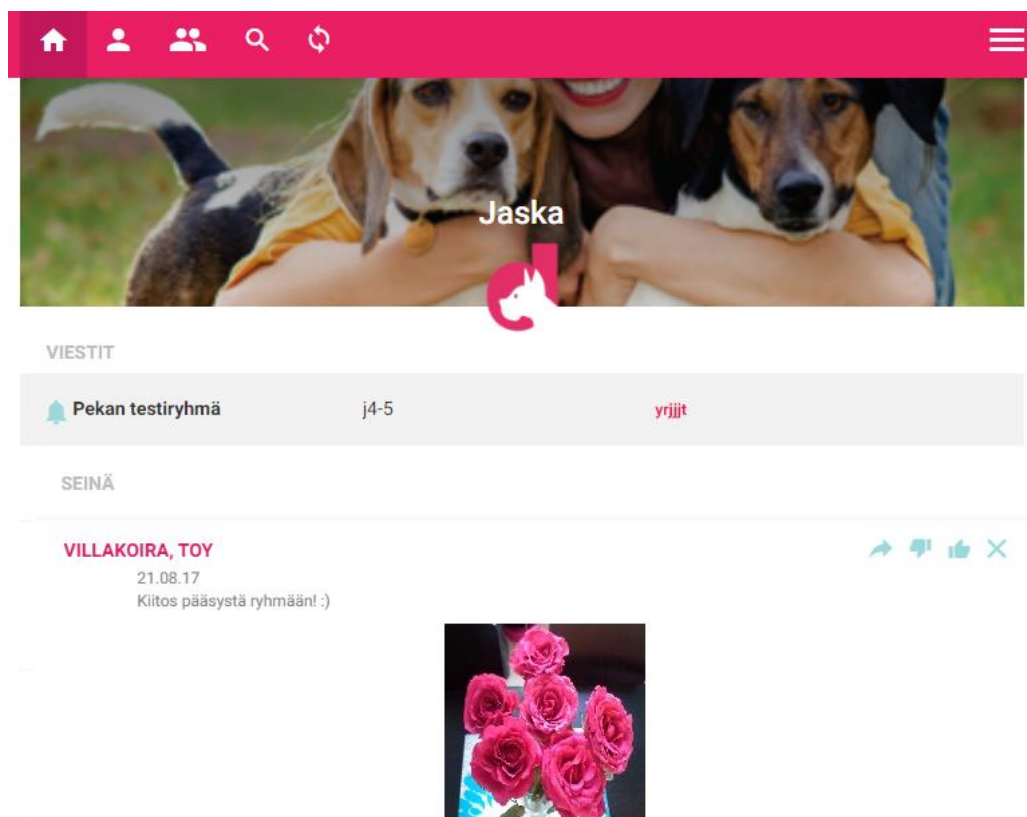 Jaska
VIESTIT
Pekan testiryhmä j4-5 yrjjjt
SEINÄ
VILLAKOIRA, TOY
21.08.17
Kiitos pääsystä ryhmään! :)